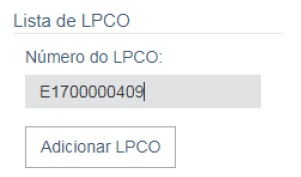 Lista de LPCO
Número do LPCO:
E1700000409
Adicionar LPCO